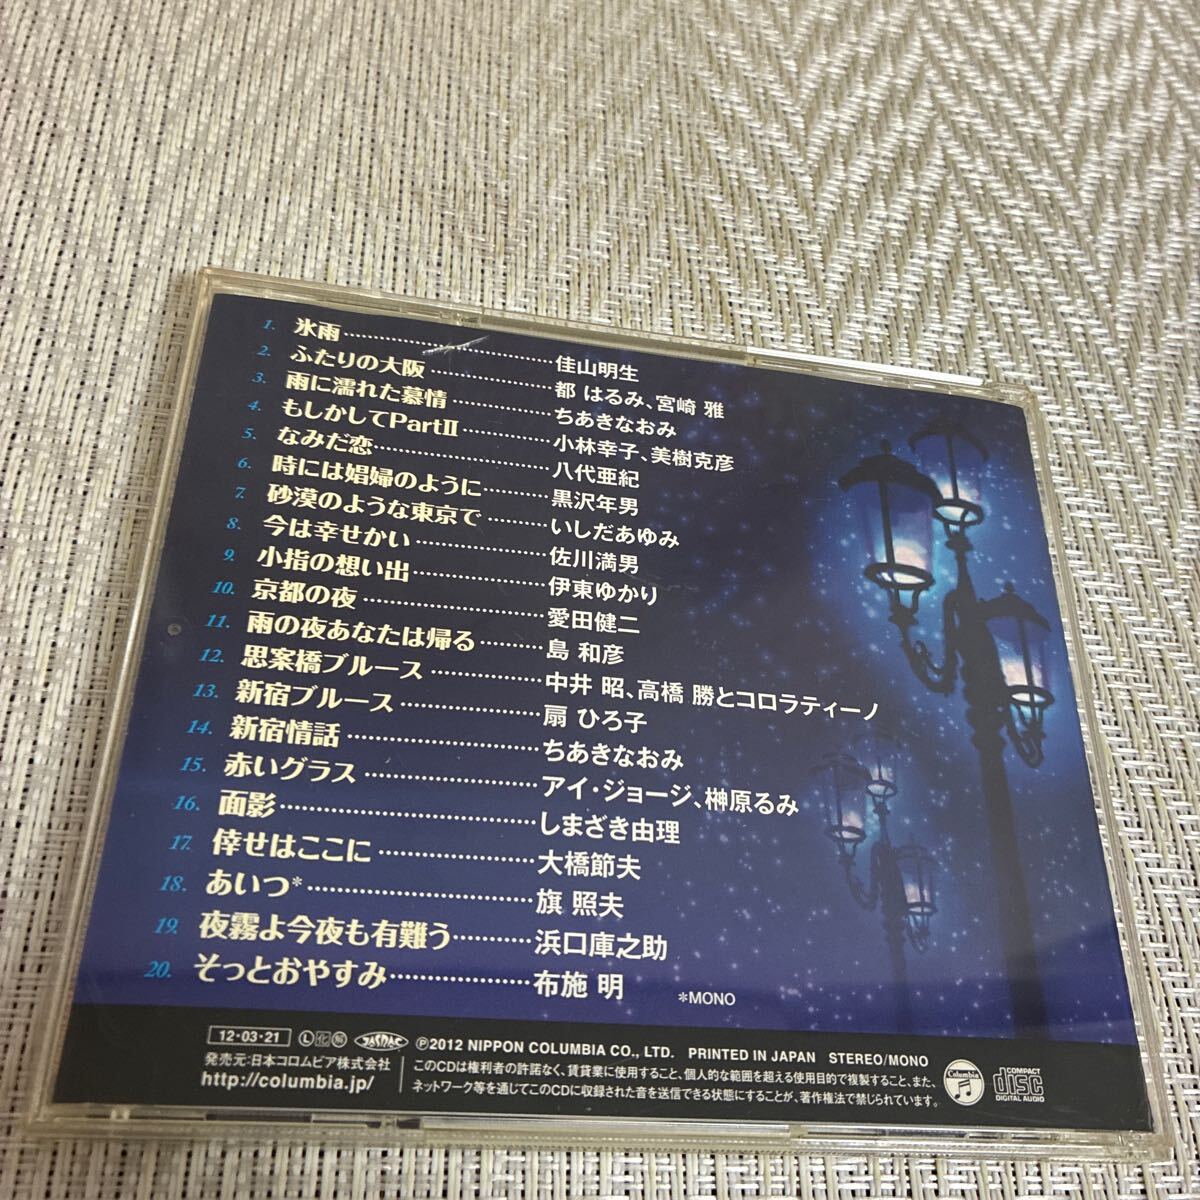 1. 氷雨 佳山明生
2. ふたりの大阪 都 はるみ、宮崎 雅
3. 雨に濡れた慕情 ちあきなおみ
4. もしかしてPartII 小林幸子、美樹克彦
5. なみだ恋 八代亜紀
6. 時には娼婦のように 黒沢年男
7. 砂漠のような東京で いしだあゆみ
8. 今は幸せかい 佐川満男
9. 小指の想い出 伊東ゆかり
10. 京都の夜 愛田健二
11. 雨の夜あなたは帰る 島 和彦
12. 思案橋ブルース 中井 昭、高橋 勝とコロラティーノ
13. 新宿ブルース 扇 ひろ子
14. 新宿情話 ちあきなおみ
15. 赤いグラス アイ・ジョージ、榊原るみ
16. 面影 しまざき由理
17. 倖せはここに 大橋節夫
18. あいつ* 旗 照夫
19. 夜霧よ今夜も有難う 浜口庫之助
20. そっとおやすみ 布施 明
*MONO
12・03・21 Ⓛ JASRAC ℗2012 NIPPON COLUMBIA CO., LTD. PRINTED IN JAPAN STEREO/MONO
発売元:日本コロムビア株式会社
http://columbia.jp/
このCDは権利者の許諾なく、賃貸業に使用すること、個人的な範囲を超える使用目的で複製すること、また、
ネットワーク等を通じてこのCDに収録された音を送信できる状態にすることが、著作権法で禁じられています。
Columbia
COMPACT
disc
DIGITAL AUDIO